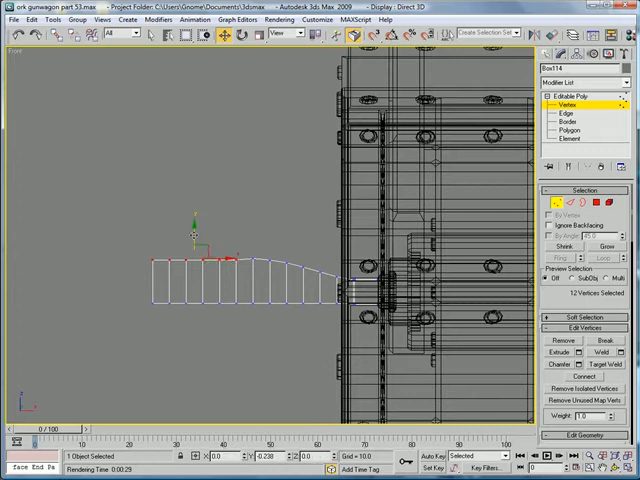 ork gunwagon part 53.max Project Folder: C:\Users\Gnome\Documents\3dsmax Autodesk 3ds Max 2009 Display : Direct 3D
File Edit Tools Group Views Create Modifiers Animation Graph Editors Rendering Customize MAXScript Help
All View Create Selection Set
Front
Box114
Modifier List
Editable Poly
Vertex
Edge
Border
Polygon
Element
Selection
By Vertex
Ignore Backfacing
By Angle: 45.0
Shrink Grow
Ring Loop
Preview Selection
Off SubObj Multi
12 Vertices Selected
Soft Selection
Edit Vertices
Remove Break
Extrude Weld
Chamfer Target Weld
Connect
Remove Isolated Vertices
Remove Unused Map Verts
Weight: 1.0
Edit Geometry
0 / 100
0 10 20 30 40 50 60 70 80 90 100
1 Object Selected X: 0.0 Y: -0.238 Z: 0.0 Grid = 10.0 Auto Key Selected
face End Pa Rendering Time 0:00:29 Add Time Tag Set Key Key Filters... 0